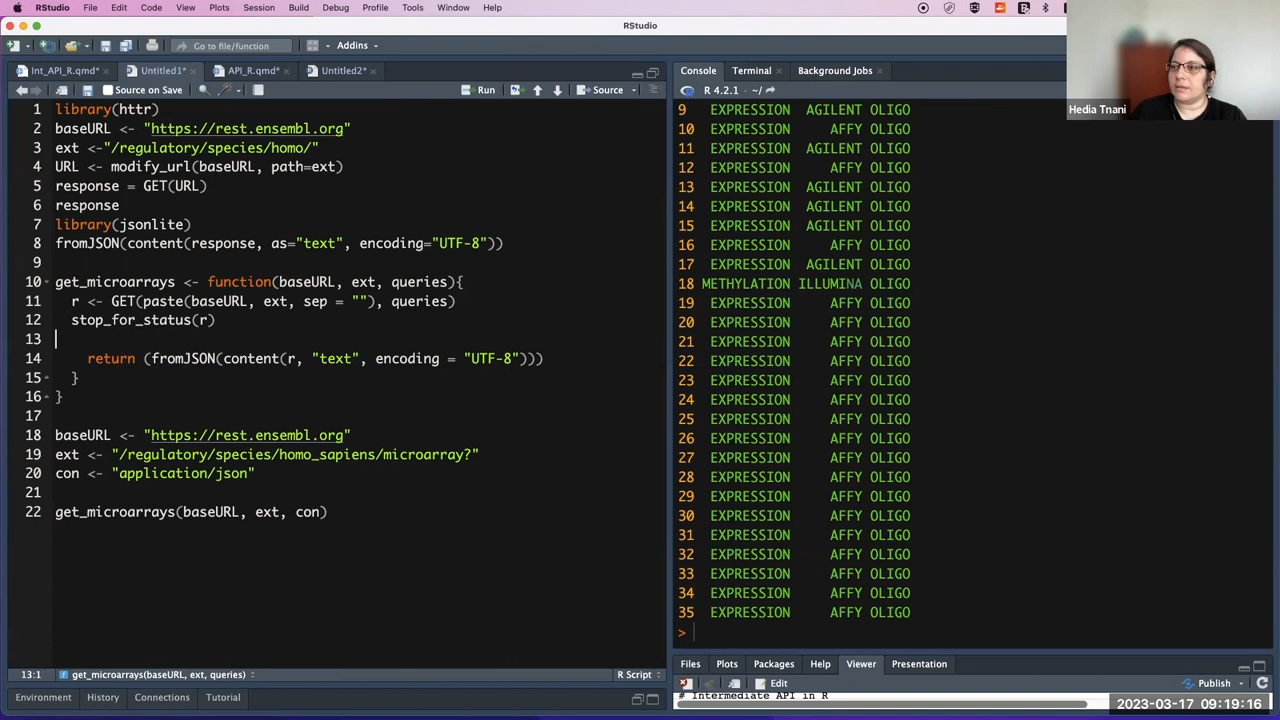 RStudio File Edit Code View Plots Session Build Debug Profile Tools Window Help
RStudio
Go to file/function Addins
Int_API_R.qmd* Untitled1* API_R.qmd* Untitled2*
Source on Save Run Source
1 library(httr)
2 baseURL <- "https://rest.ensembl.org"
3 ext <-"/regulatory/species/homo/"
4 URL <- modify_url(baseURL, path=ext)
5 response = GET(URL)
6 response
7 library(jsonlite)
8 fromJSON(content(response, as="text", encoding="UTF-8"))
9
10 get_microarrays <- function(baseURL, ext, queries){
11 r <- GET(paste(baseURL, ext, sep = ""), queries)
12 stop_for_status(r)
13
14 return (fromJSON(content(r, "text", encoding = "UTF-8")))
15 }
16 }
17
18 baseURL <- "https://rest.ensembl.org"
19 ext <- "/regulatory/species/homo_sapiens/microarray?"
20 con <- "application/json"
21
22 get_microarrays(baseURL, ext, con)
13:1 get_microarrays(baseURL, ext, queries) R Script
Environment History Connections Tutorial
Console Terminal Background Jobs
R 4.2.1 · ~/
9 EXPRESSION AGILENT OLIGO
10 EXPRESSION AFFY OLIGO
11 EXPRESSION AGILENT OLIGO
12 EXPRESSION AFFY OLIGO
13 EXPRESSION AGILENT OLIGO
14 EXPRESSION AGILENT OLIGO
15 EXPRESSION AGILENT OLIGO
16 EXPRESSION AFFY OLIGO
17 EXPRESSION AGILENT OLIGO
18 METHYLATION ILLUMINA OLIGO
19 EXPRESSION AFFY OLIGO
20 EXPRESSION AFFY OLIGO
21 EXPRESSION AFFY OLIGO
22 EXPRESSION AFFY OLIGO
23 EXPRESSION AFFY OLIGO
24 EXPRESSION AFFY OLIGO
25 EXPRESSION AFFY OLIGO
26 EXPRESSION AFFY OLIGO
27 EXPRESSION AFFY OLIGO
28 EXPRESSION AFFY OLIGO
29 EXPRESSION AFFY OLIGO
30 EXPRESSION AFFY OLIGO
31 EXPRESSION AFFY OLIGO
32 EXPRESSION AFFY OLIGO
33 EXPRESSION AFFY OLIGO
34 EXPRESSION AFFY OLIGO
35 EXPRESSION AFFY OLIGO
>
Files Plots Packages Help Viewer Presentation
Edit Publish
# Intermediate API in R
Hedia Tnani
2023-03-17 09:19:16